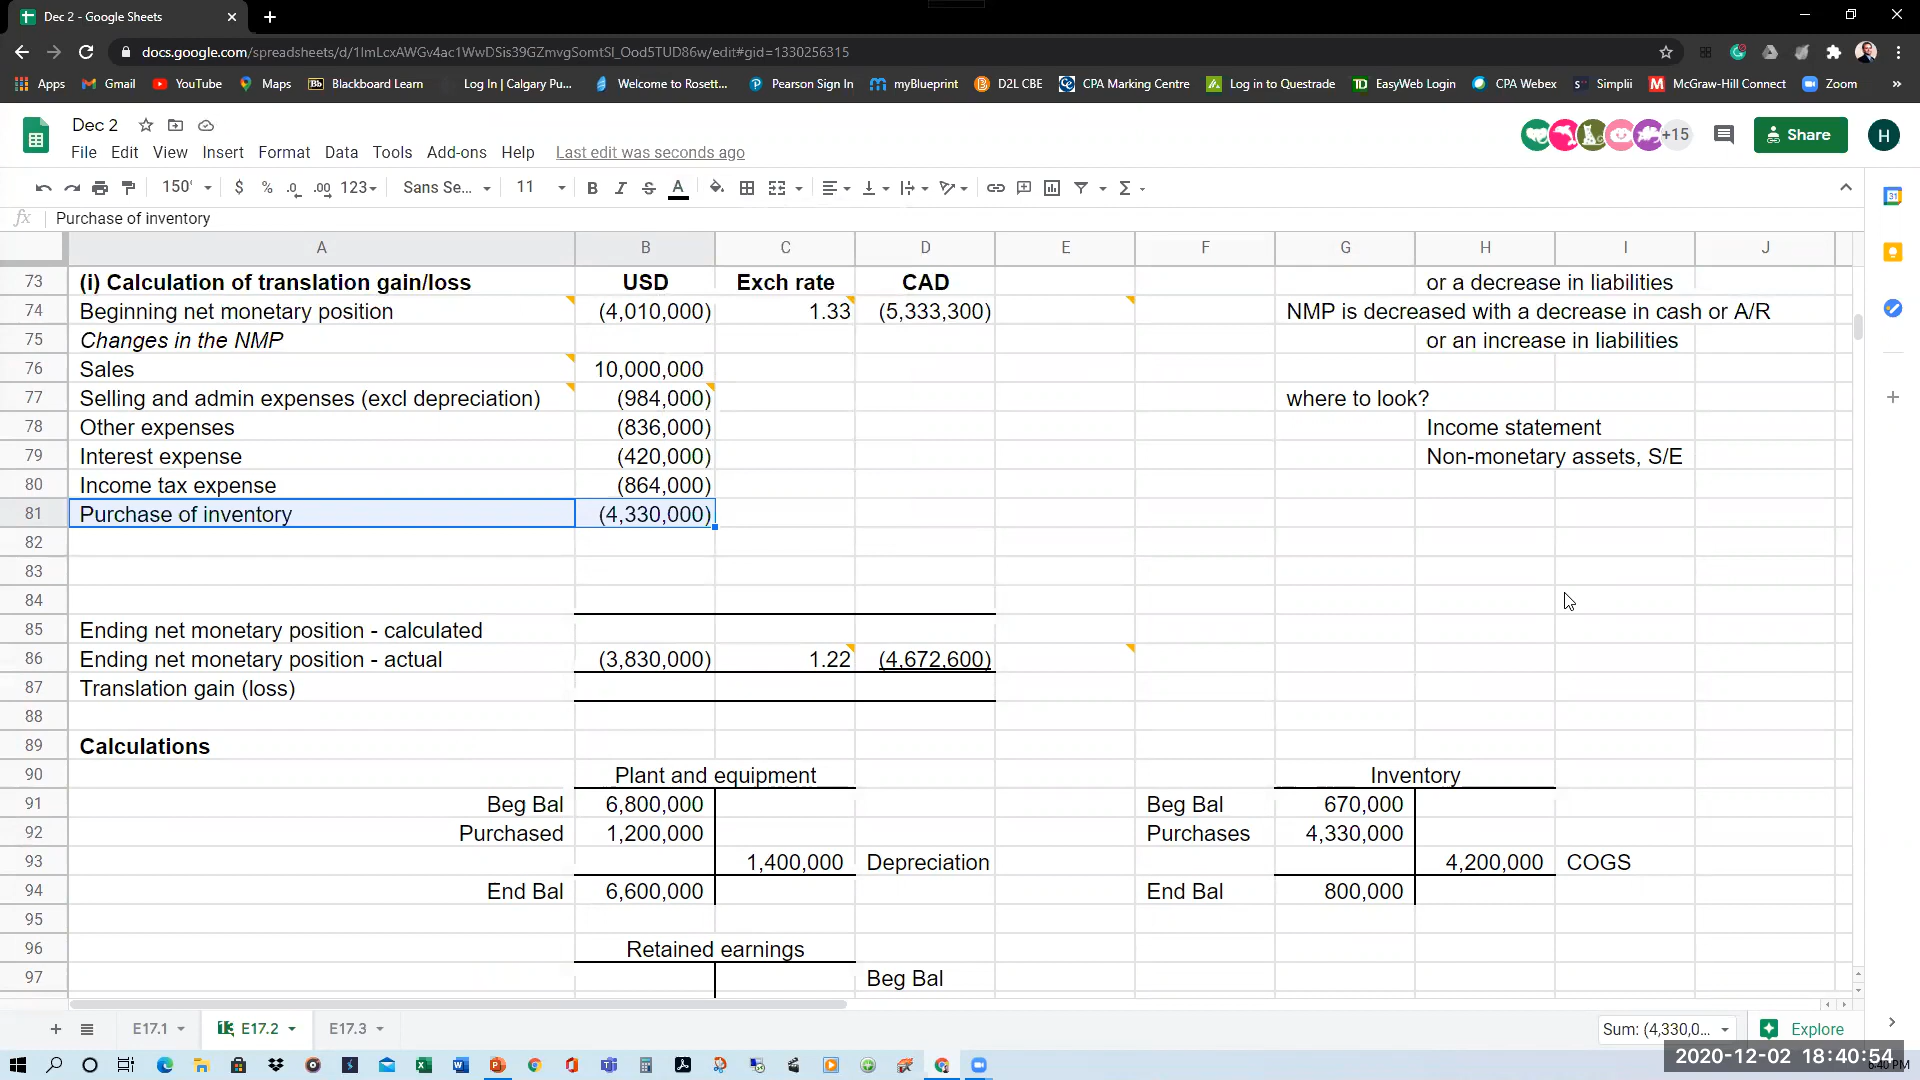 Dec 2 - Google Sheets
docs.google.com/spreadsheets/d/1ImLcxAWGv4ac1WwDSis39GZmvgSomtSI_Ood5TUD86w/edit#gid=1330256315
Apps Gmail YouTube Maps Bb Blackboard Learn Log In | Calgary Pu... Welcome to Rosett... Pearson Sign In myBlueprint D2L CBE CPA Marking Centre Log in to Questrade TD EasyWeb Login CPA Webex Simplii M McGraw-Hill Connect Zoom »
Dec 2
+15 Share H
File Edit View Insert Format Data Tools Add-ons Help Last edit was seconds ago
150% $ % .0 .00 123 Sans Se... 11 B I S A Σ
fx Purchase of inventory
A B C D E F G H I J
73 (i) Calculation of translation gain/loss USD Exch rate CAD or a decrease in liabilities
74 Beginning net monetary position (4,010,000) 1.33 (5,333,300) NMP is decreased with a decrease in cash or A/R
75 Changes in the NMP or an increase in liabilities
76 Sales 10,000,000
77 Selling and admin expenses (excl depreciation) (984,000) where to look?
78 Other expenses (836,000) Income statement
79 Interest expense (420,000) Non-monetary assets, S/E
80 Income tax expense (864,000)
81 Purchase of inventory (4,330,000)
82
83
84
85 Ending net monetary position - calculated
86 Ending net monetary position - actual (3,830,000) 1.22 (4,672,600)
87 Translation gain (loss)
88
89 Calculations
90 Plant and equipment Inventory
91 Beg Bal 6,800,000 Beg Bal 670,000
92 Purchased 1,200,000 Purchases 4,330,000
93 1,400,000 Depreciation 4,200,000 COGS
94 End Bal 6,600,000 End Bal 800,000
95
96 Retained earnings
97 Beg Bal
E17.1 E17.2 E17.3 Sum: (4,330,0... Explore
2020-12-02 18:40:54